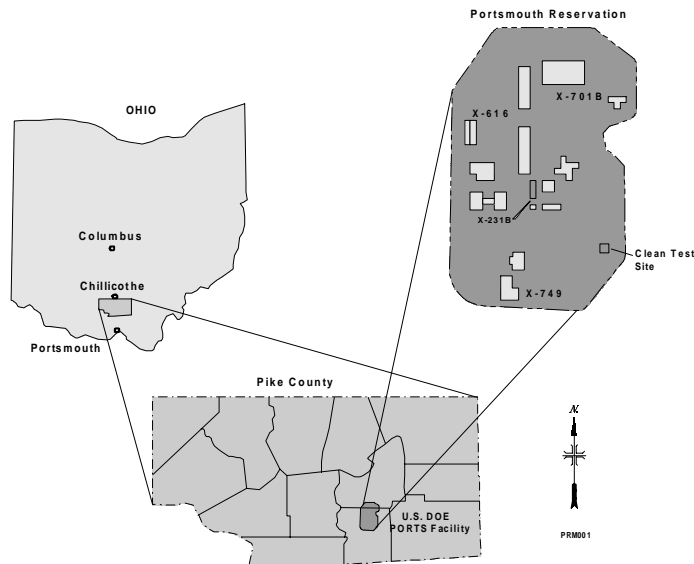 Portsmouth Reservation
OHIO
X-701B
X-616
X-231B
Columbus
Clean Test
Site
Chillicothe
X-749
Portsmouth
Pike County
N
U.S. DOE
PORTS Facility
PRM001